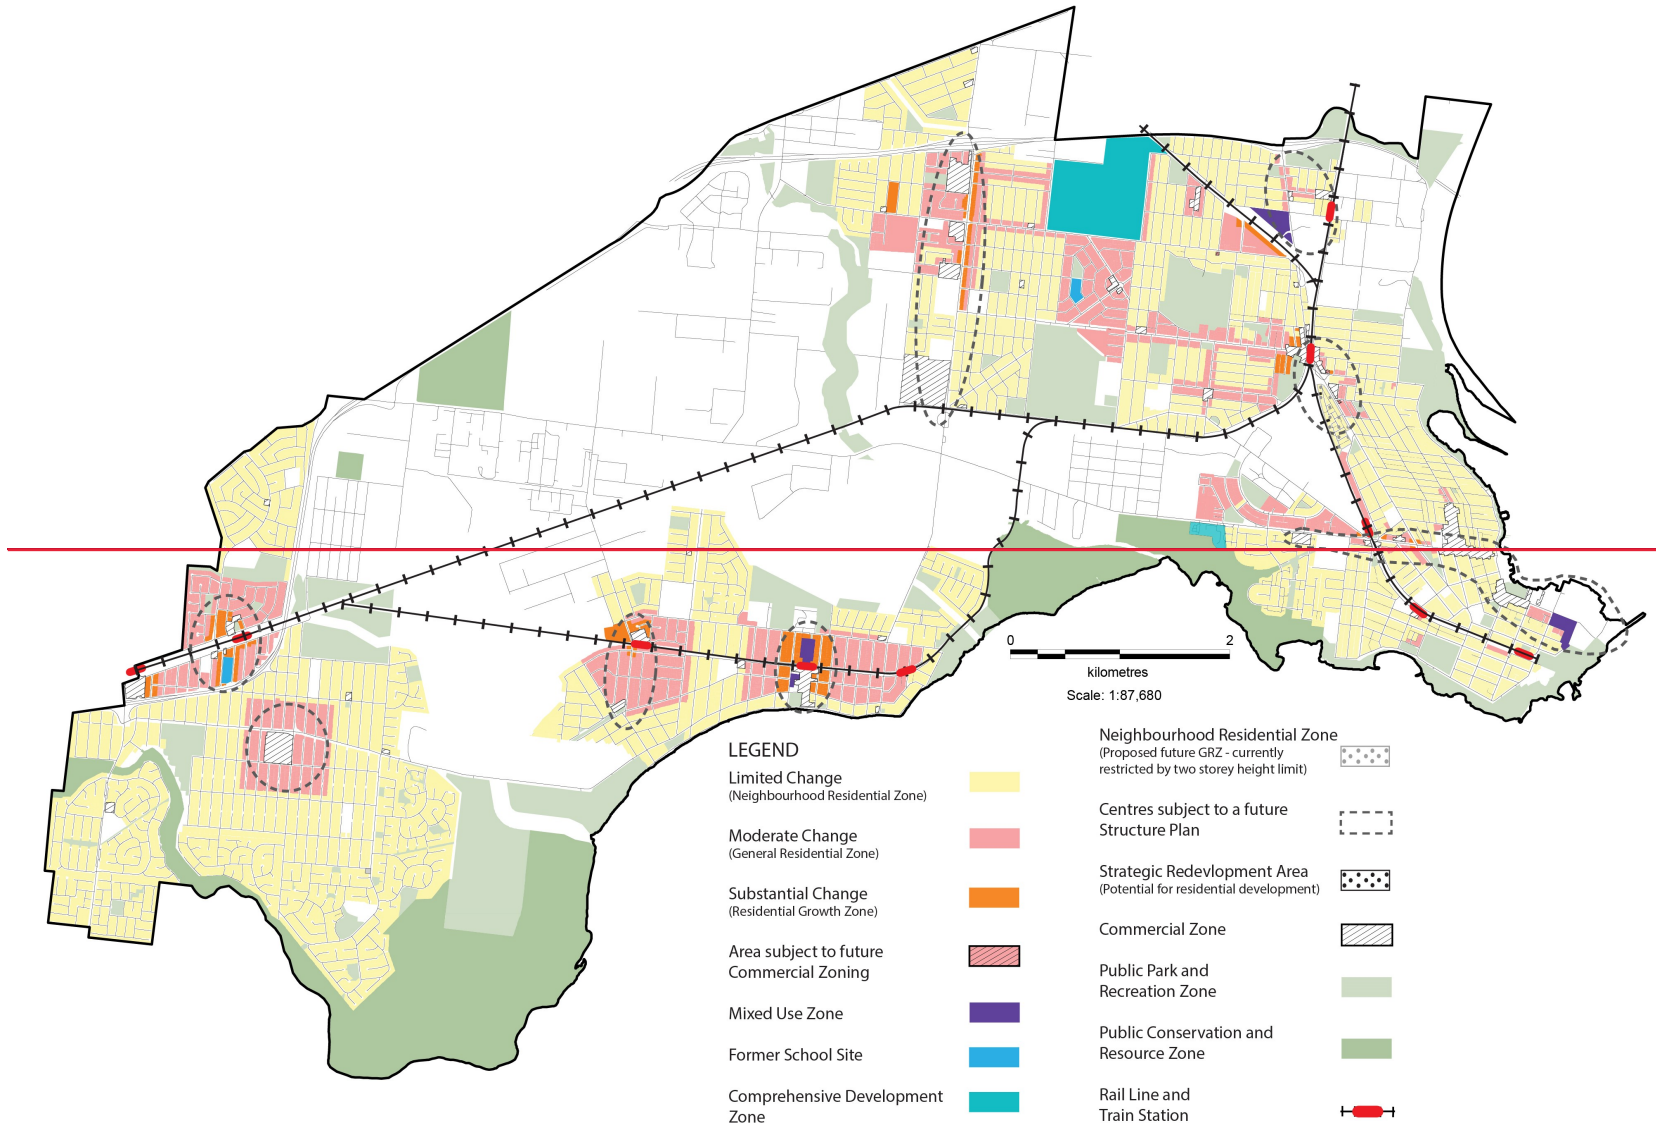 0
2
kilometres
Scale: 1:87,680
LEGEND
Limited Change
(Neighbourhood Residential Zone)
Moderate Change
(General Residential Zone)
Substantial Change
(Residential Growth Zone)
Area subject to future
Commercial Zoning
Mixed Use Zone
Former School Site
Comprehensive Development
Zone
Neighbourhood Residential Zone
(Proposed future GRZ - currently
restricted by two storey height limit)
Centres subject to a future
Structure Plan
Strategic Redevlopment Area
(Potential for residential development)
Commercial Zone
Public Park and
Recreation Zone
Public Conservation and
Resource Zone
Rail Line and
Train Station